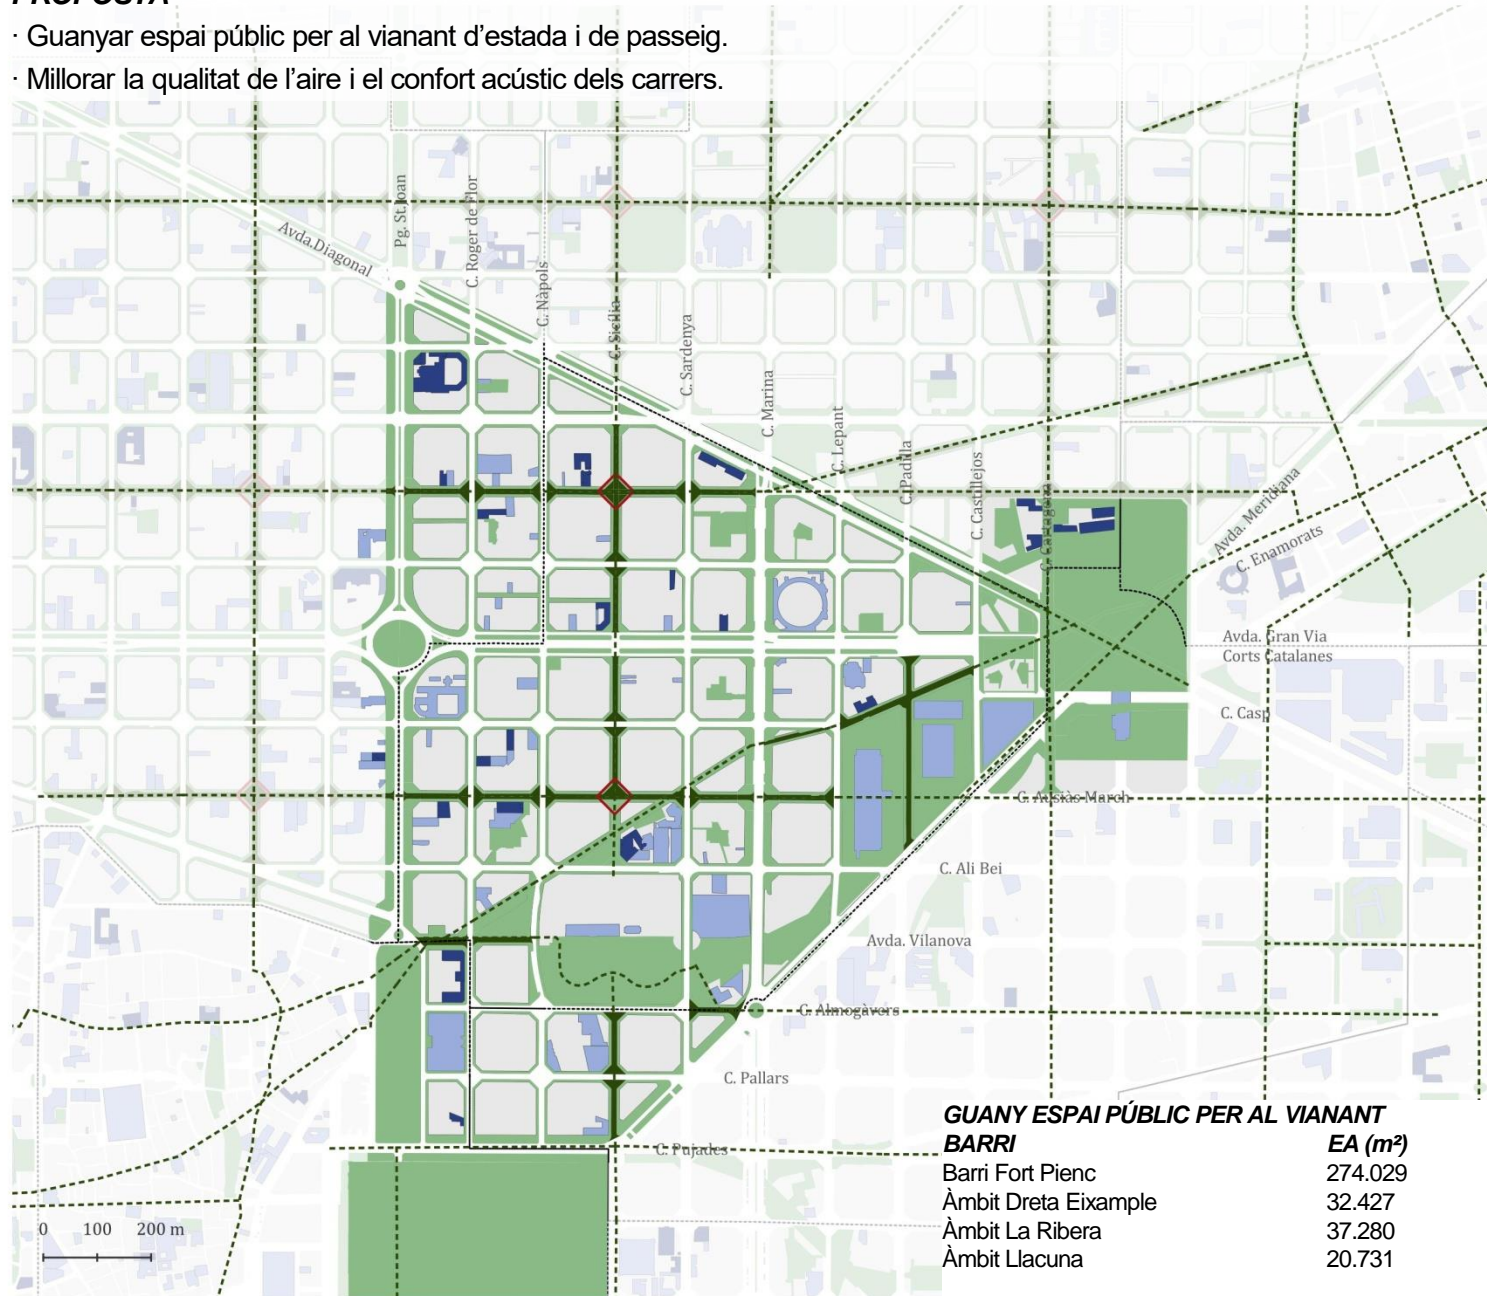 PROPOSTA
· Guanyar espai públic per al vianant d’estada i de passeig.
· Millorar la qualitat de l’aire i el confort acústic dels carrers.
Avda.Diagonal
Pg. St.Joan
C. Roger de Flor
C. Nàpols
C. Sicília
C. Sardenya
C. Marina
C. Lepant
C. Padilla
C. Castillejos
C. Cartagena
Avda. Meridiana
C. Enamorats
Avda. Gran Via
Corts Catalanes
C. Casp
C. Ausiàs March
C. Ali Bei
Avda. Vilanova
C. Almogàvers
C. Pallars
C. Pujades
0 100 200 m
GUANY ESPAI PÚBLIC PER AL VIANANT
BARRI EA (m²)
Barri Fort Pienc 274.029
Àmbit Dreta Eixample 32.427
Àmbit La Ribera 37.280
Àmbit Llacuna 20.731